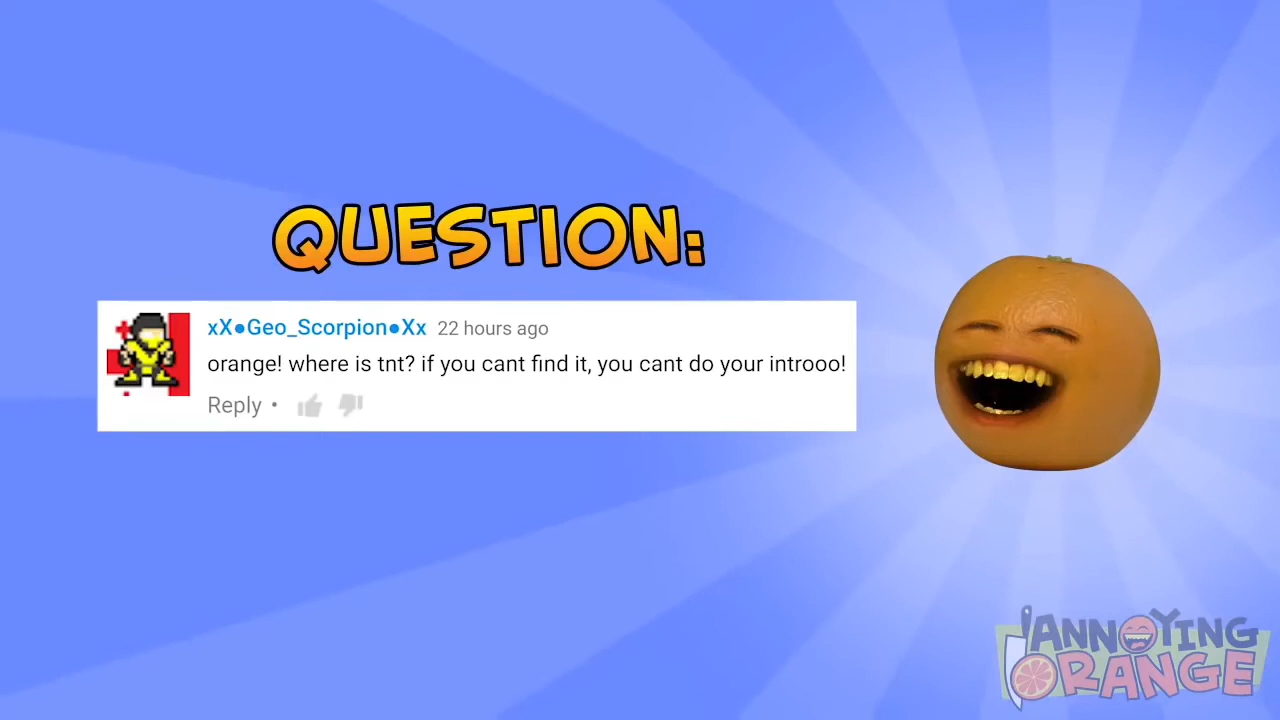 QUESTION:
xX●Geo_Scorpion●Xx 22 hours ago
orange! where is tnt? if you cant find it, you cant do your introoo!
Reply •
ANNOYING
ORANGE